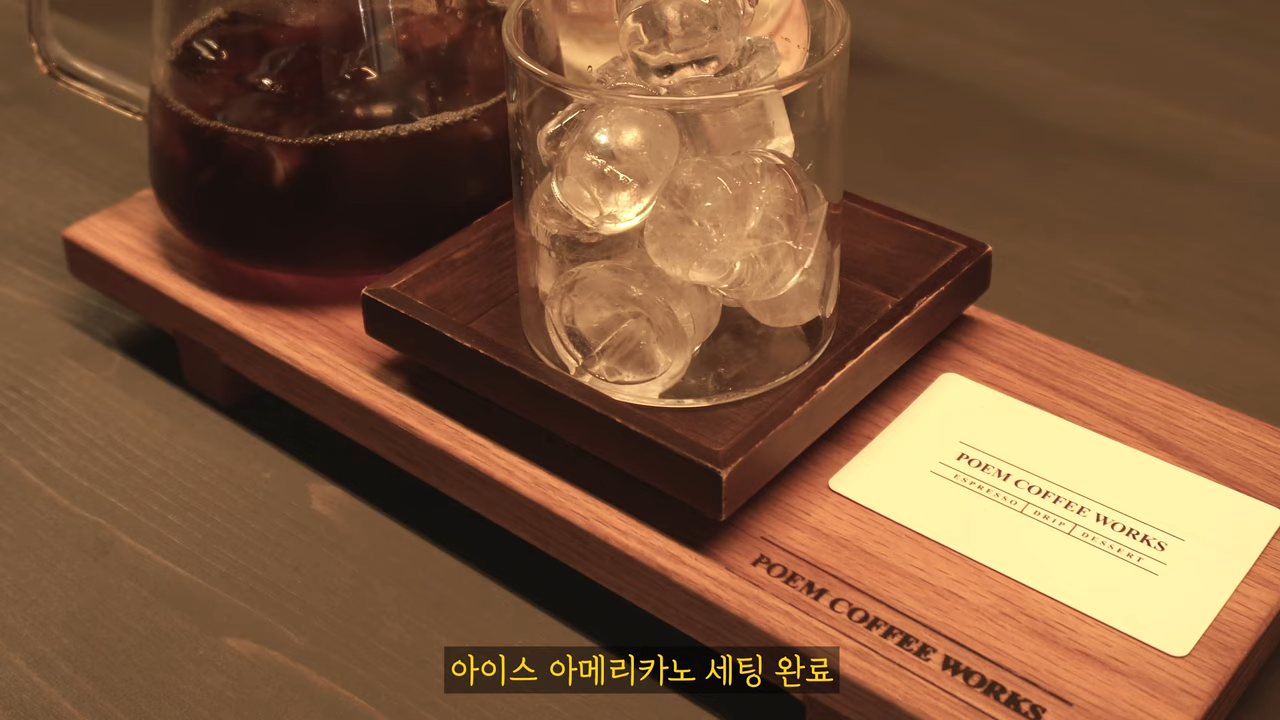 POEM COFFEE WORKS
ESPRESSO | DRIP | DESSERT
POEM COFFEE WORKS
아이스 아메리카노 세팅 완료